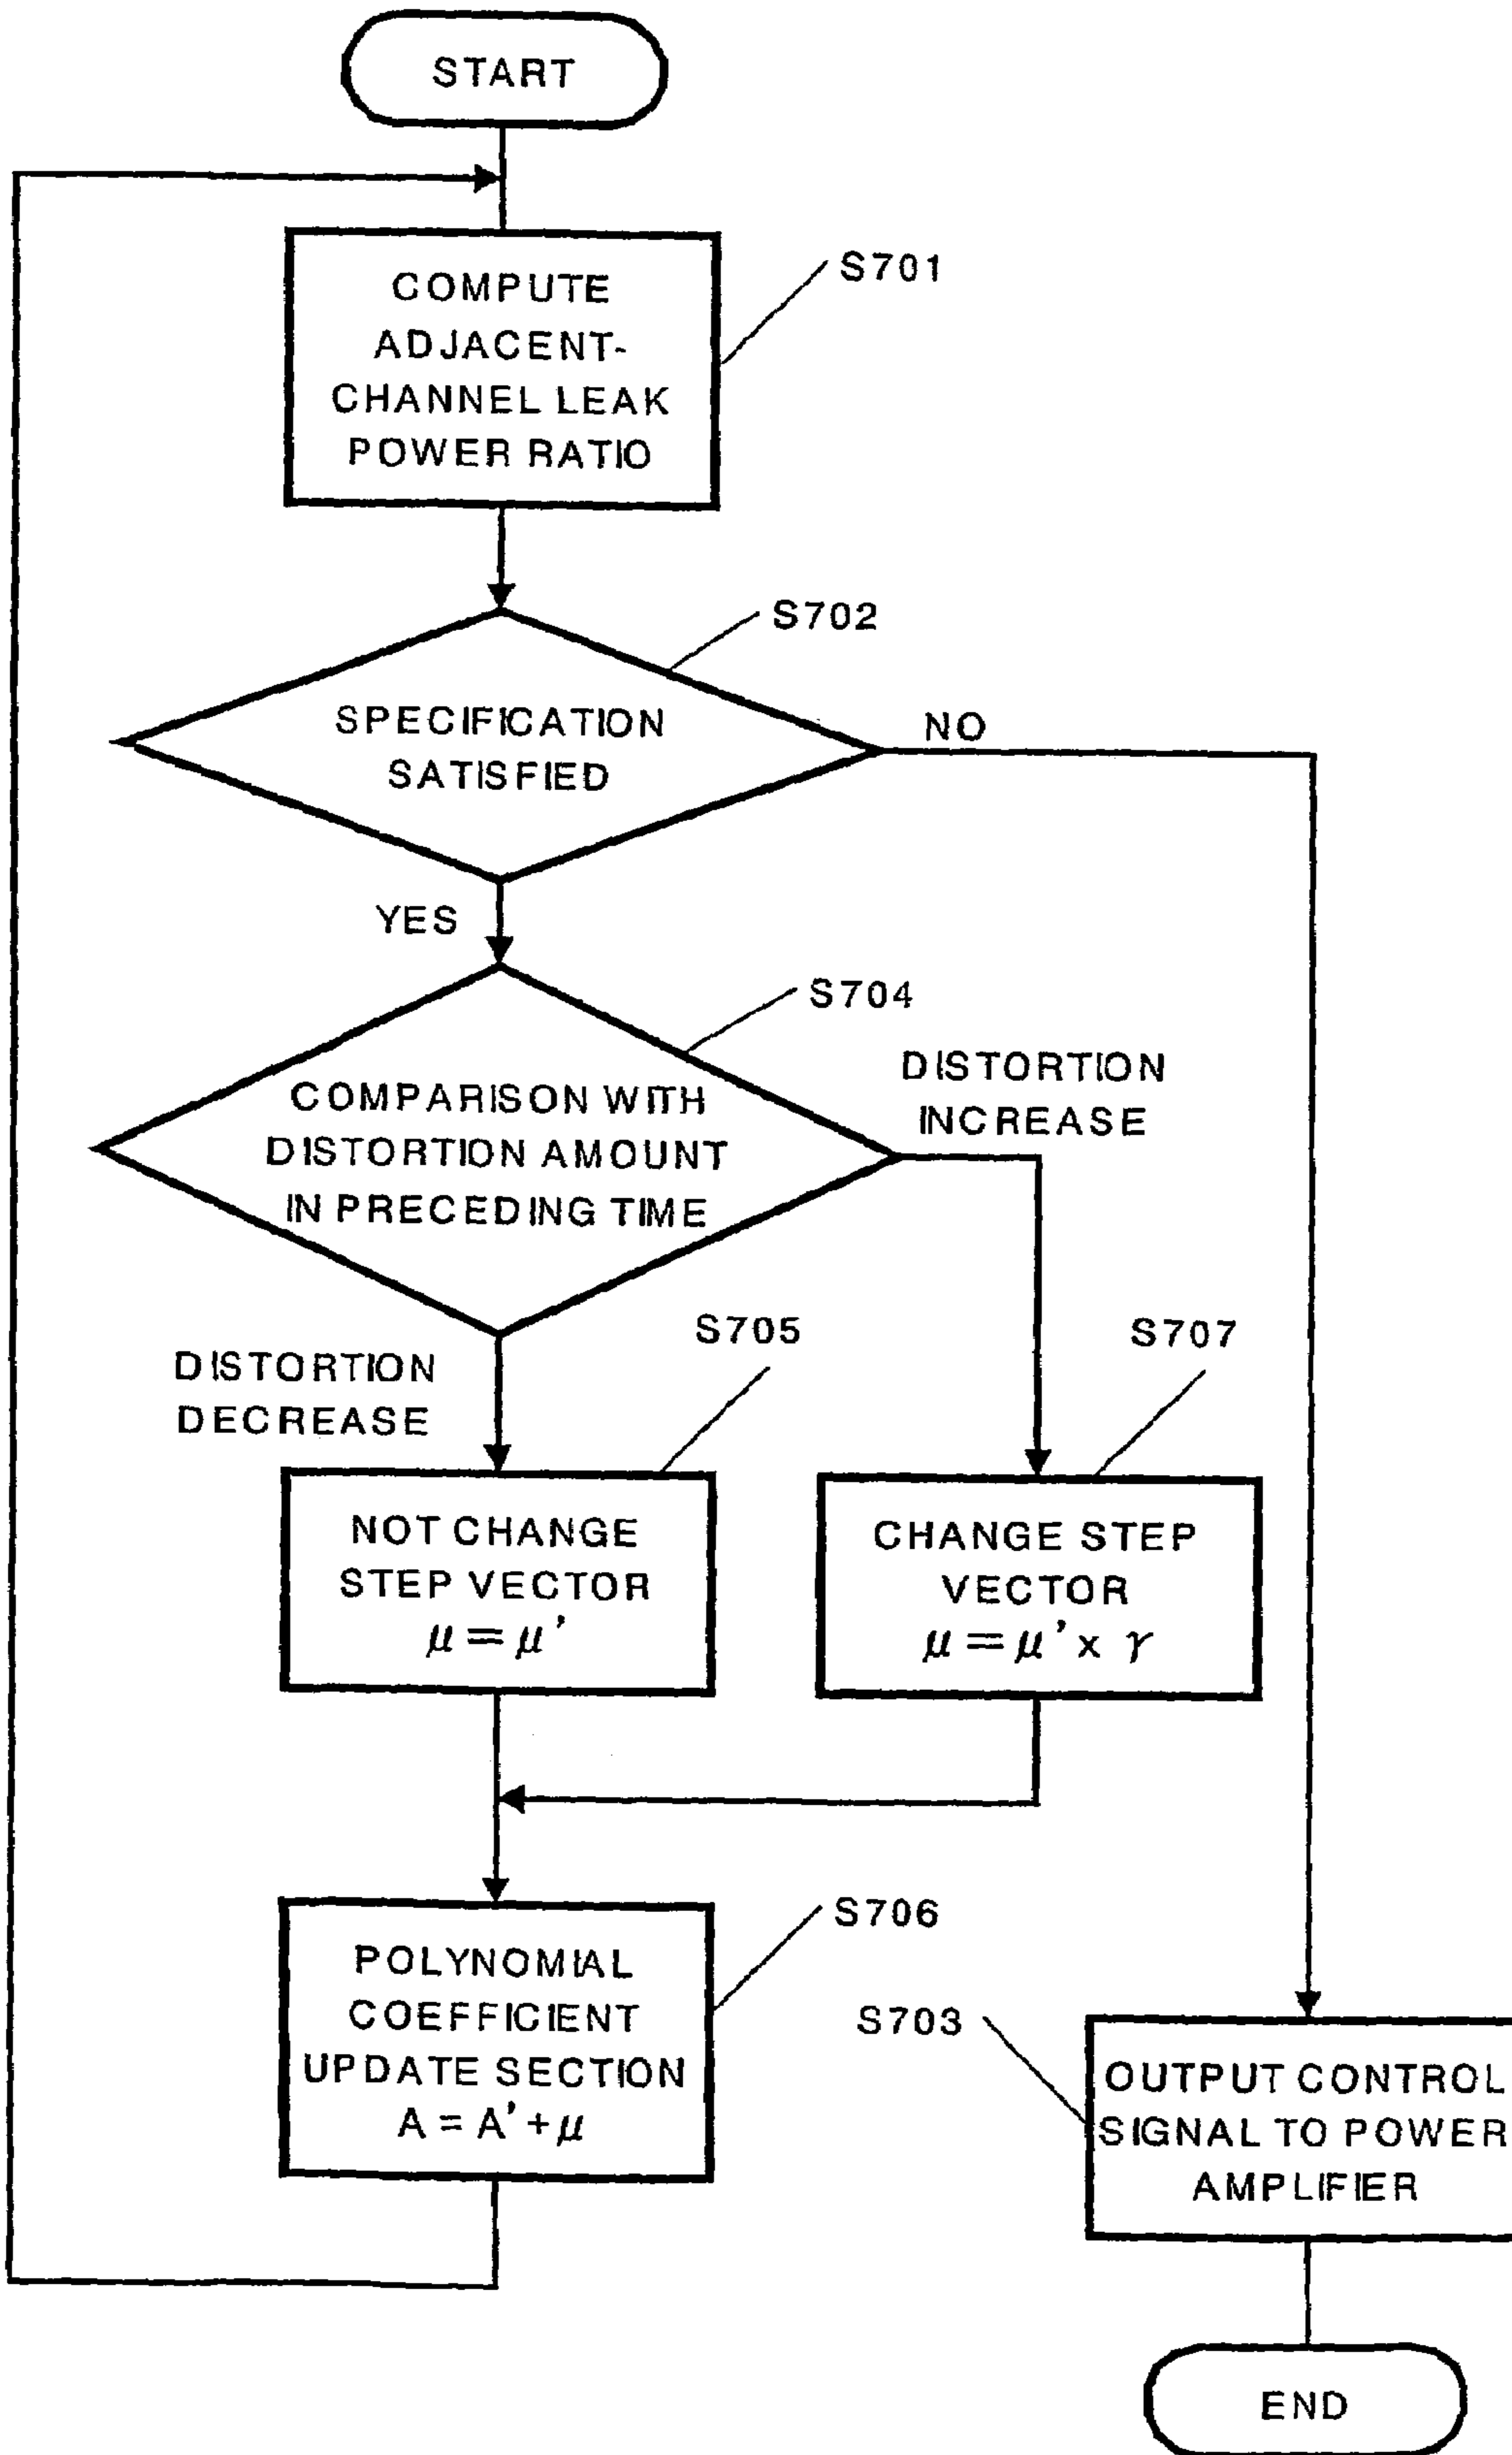 START
COMPUTE
ADJACENT-
CHANNEL LEAK
POWER RATIO
S701
S702
SPECIFICATION
SATISFIED
NO
YES
S704
COMPARISON WITH
DISTORTION AMOUNT
IN PRECEDING TIME
DISTORTION
INCREASE
DISTORTION
DECREASE
S705
NOT CHANGE
STEP VECTOR
μ = μ'
S707
CHANGE STEP
VECTOR
μ = μ' x γ
S706
POLYNOMIAL
COEFFICIENT
UPDATE SECTION
A = A' + μ
S703
OUTPUT CONTROL
SIGNAL TO POWER
AMPLIFIER
END